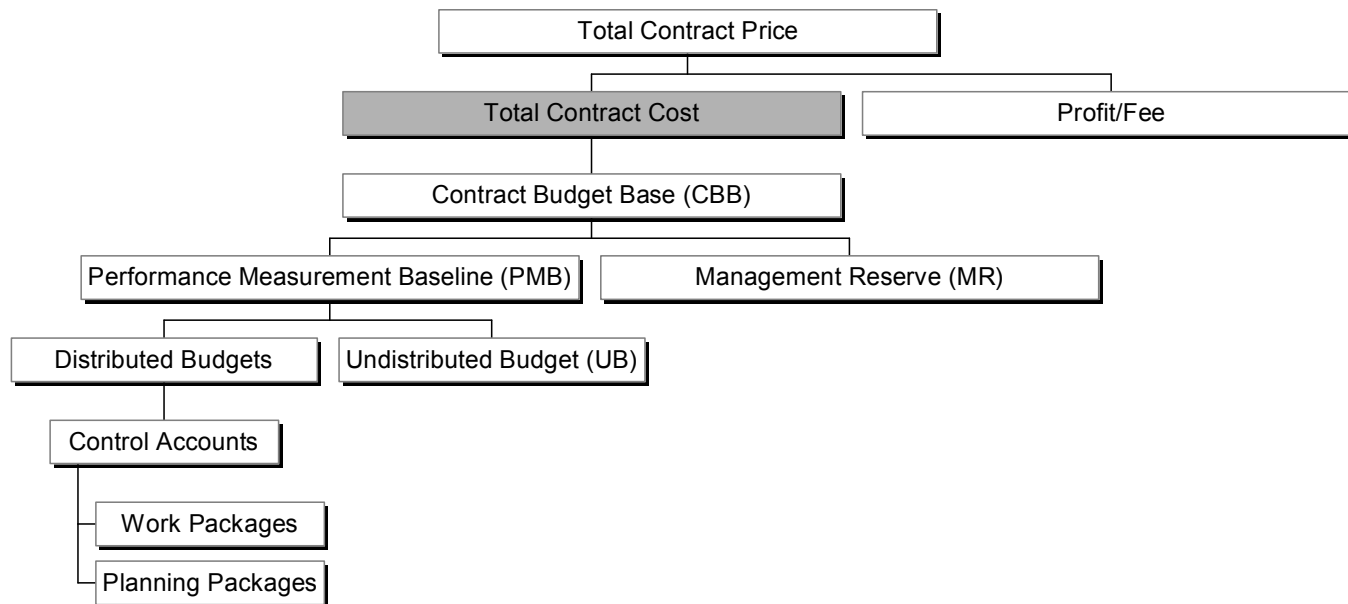 Total Contract Price
Total Contract Cost
Profit/Fee
Contract Budget Base (CBB)
Performance Measurement Baseline (PMB)
Management Reserve (MR)
Distributed Budgets
Undistributed Budget (UB)
Control Accounts
Work Packages
Planning Packages